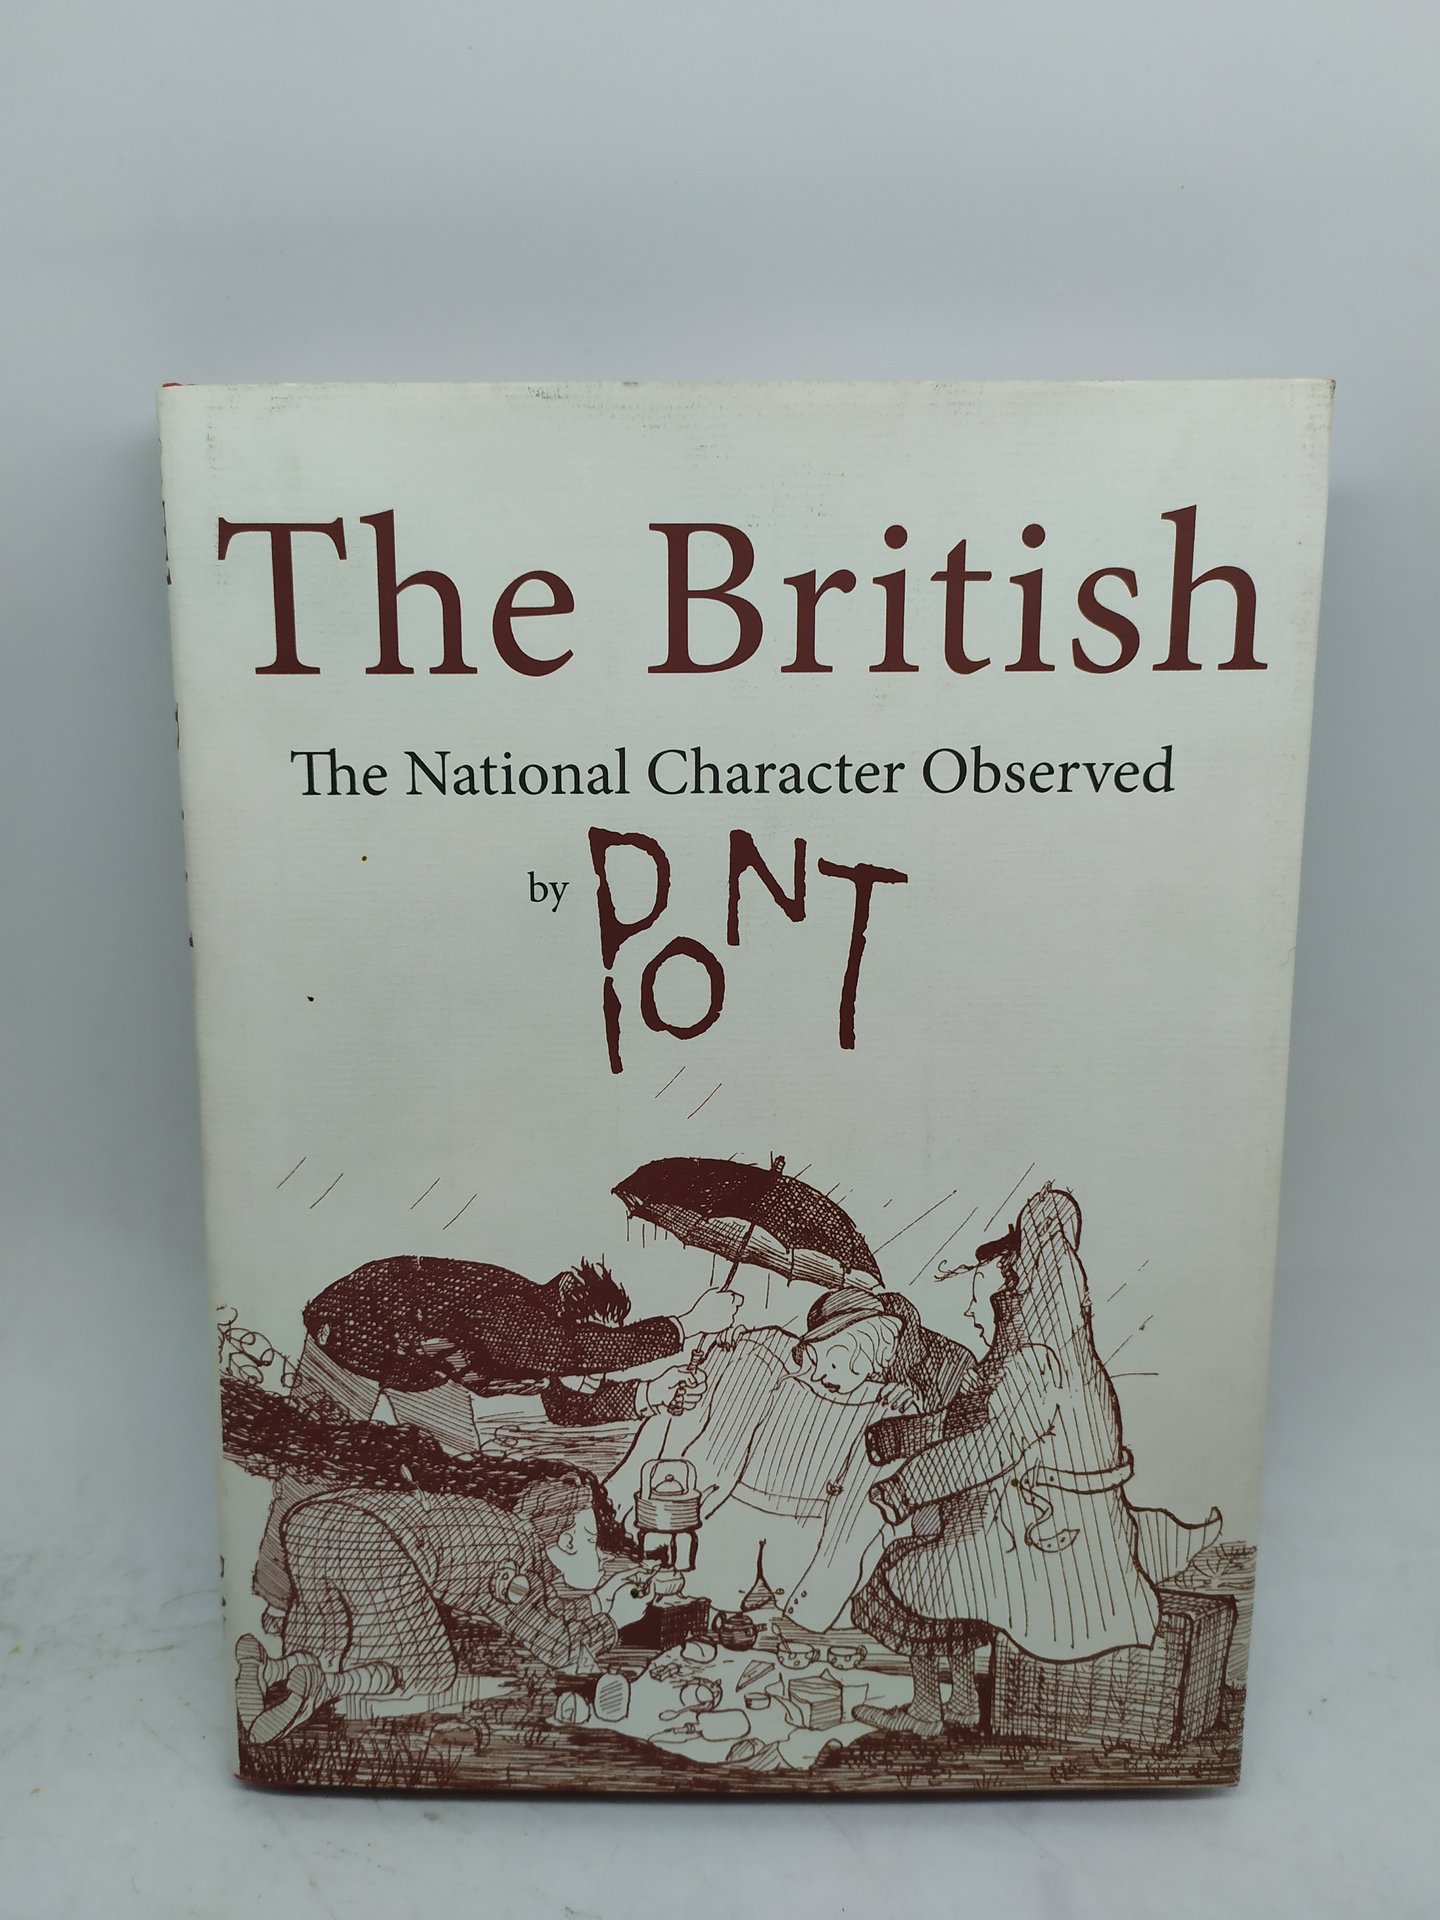 The British
The National Character Observed
by PONT